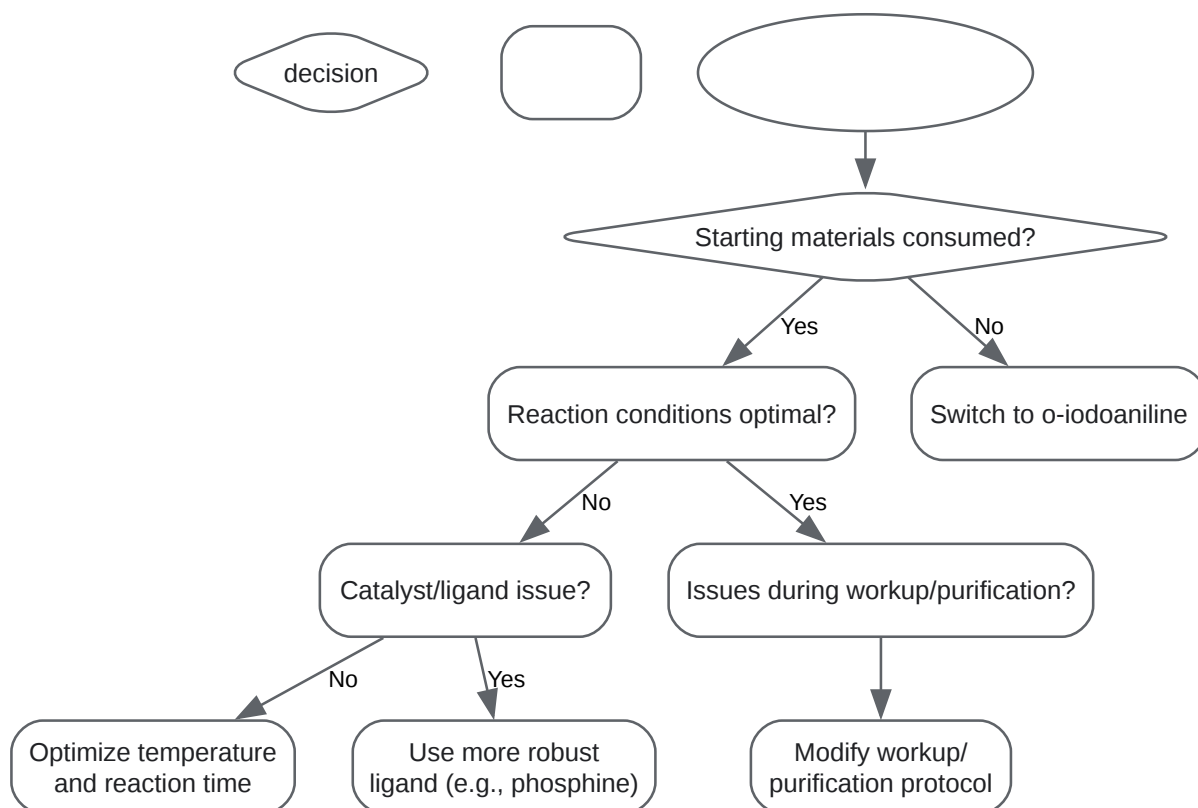 decision
Starting materials consumed?
Yes
No
Reaction conditions optimal?
Switch to o-iodoaniline
No
Yes
Catalyst/ligand issue?
Issues during workup/purification?
No
Yes
Optimize temperature
and reaction time
Use more robust
ligand (e.g., phosphine)
Modify workup/
purification protocol